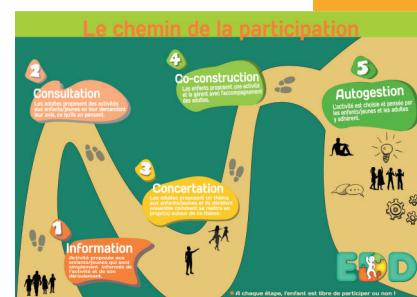 Le chemin de la participation
2
Consultation
Les adultes proposent des activités
aux enfants/jeunes en leur demandant
leur avis, ce qu'ils en pensent.
4
Co-construction
Les enfants proposent une activité
et la gèrent avec l'accompagnement
des adultes.
5
Autogestion
L'activité est choisie et pensée par
les enfants/jeunes et les adultes
y adhèrent.
3
Concertation
Les adultes proposent un thème
aux enfants/jeunes et ils décident
ensemble comment se mettre en
projet(s) autour de ce thème.
1
Information
Activité proposée aux
enfants/jeunes qui sont
simplement informés de
l'activité et de son
déroulement.
À chaque étape, l'enfant est libre de participer ou non !